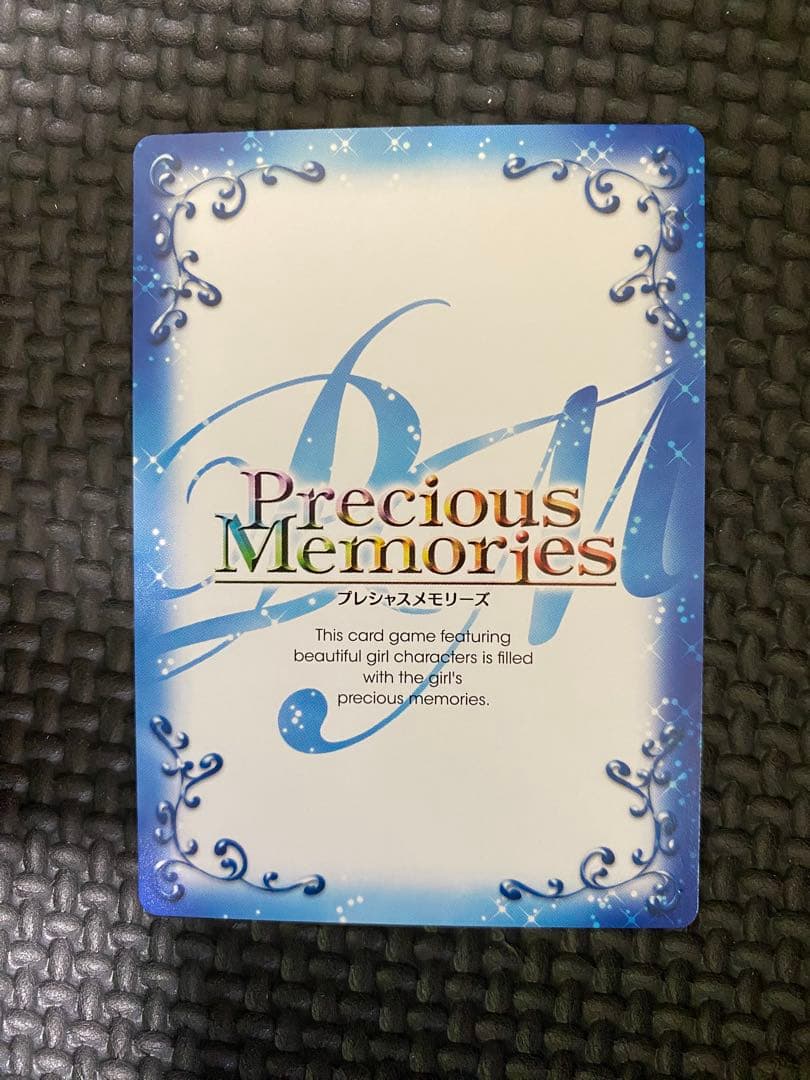 Precious
Memories
プレシャスメモリーズ
This card game featuring
beautiful girl characters is filled
with the girl's
precious memories.
PM